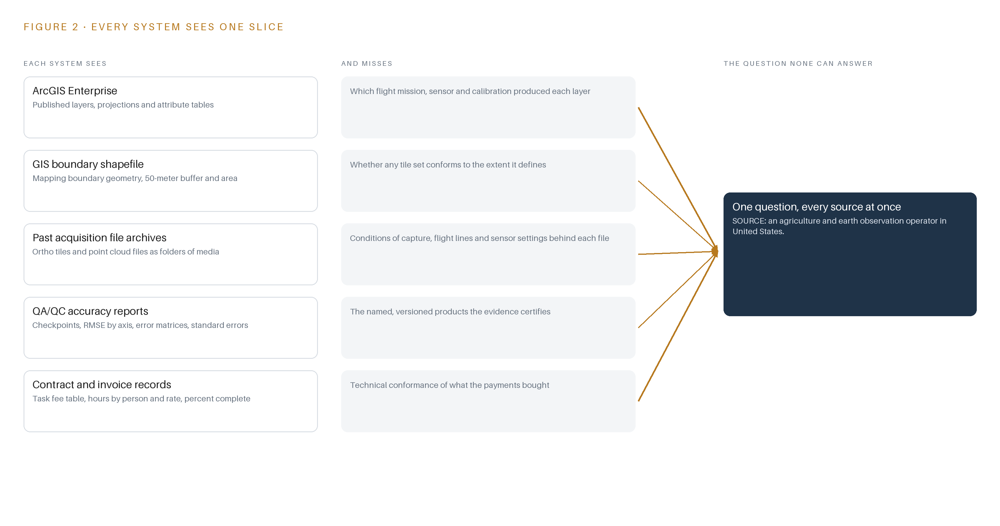 FIGURE 2 · EVERY SYSTEM SEES ONE SLICE
EACH SYSTEM SEES
AND MISSES
THE QUESTION NONE CAN ANSWER
ArcGIS Enterprise
Published layers, projections and attribute tables
Which flight mission, sensor and calibration produced each layer
GIS boundary shapefile
Mapping boundary geometry, 50-meter buffer and area
Whether any tile set conforms to the extent it defines
Past acquisition file archives
Ortho tiles and point cloud files as folders of media
Conditions of capture, flight lines and sensor settings behind each file
QA/QC accuracy reports
Checkpoints, RMSE by axis, error matrices, standard errors
The named, versioned products the evidence certifies
Contract and invoice records
Task fee table, hours by person and rate, percent complete
Technical conformance of what the payments bought
One question, every source at once
SOURCE: an agriculture and earth observation operator in
United States.